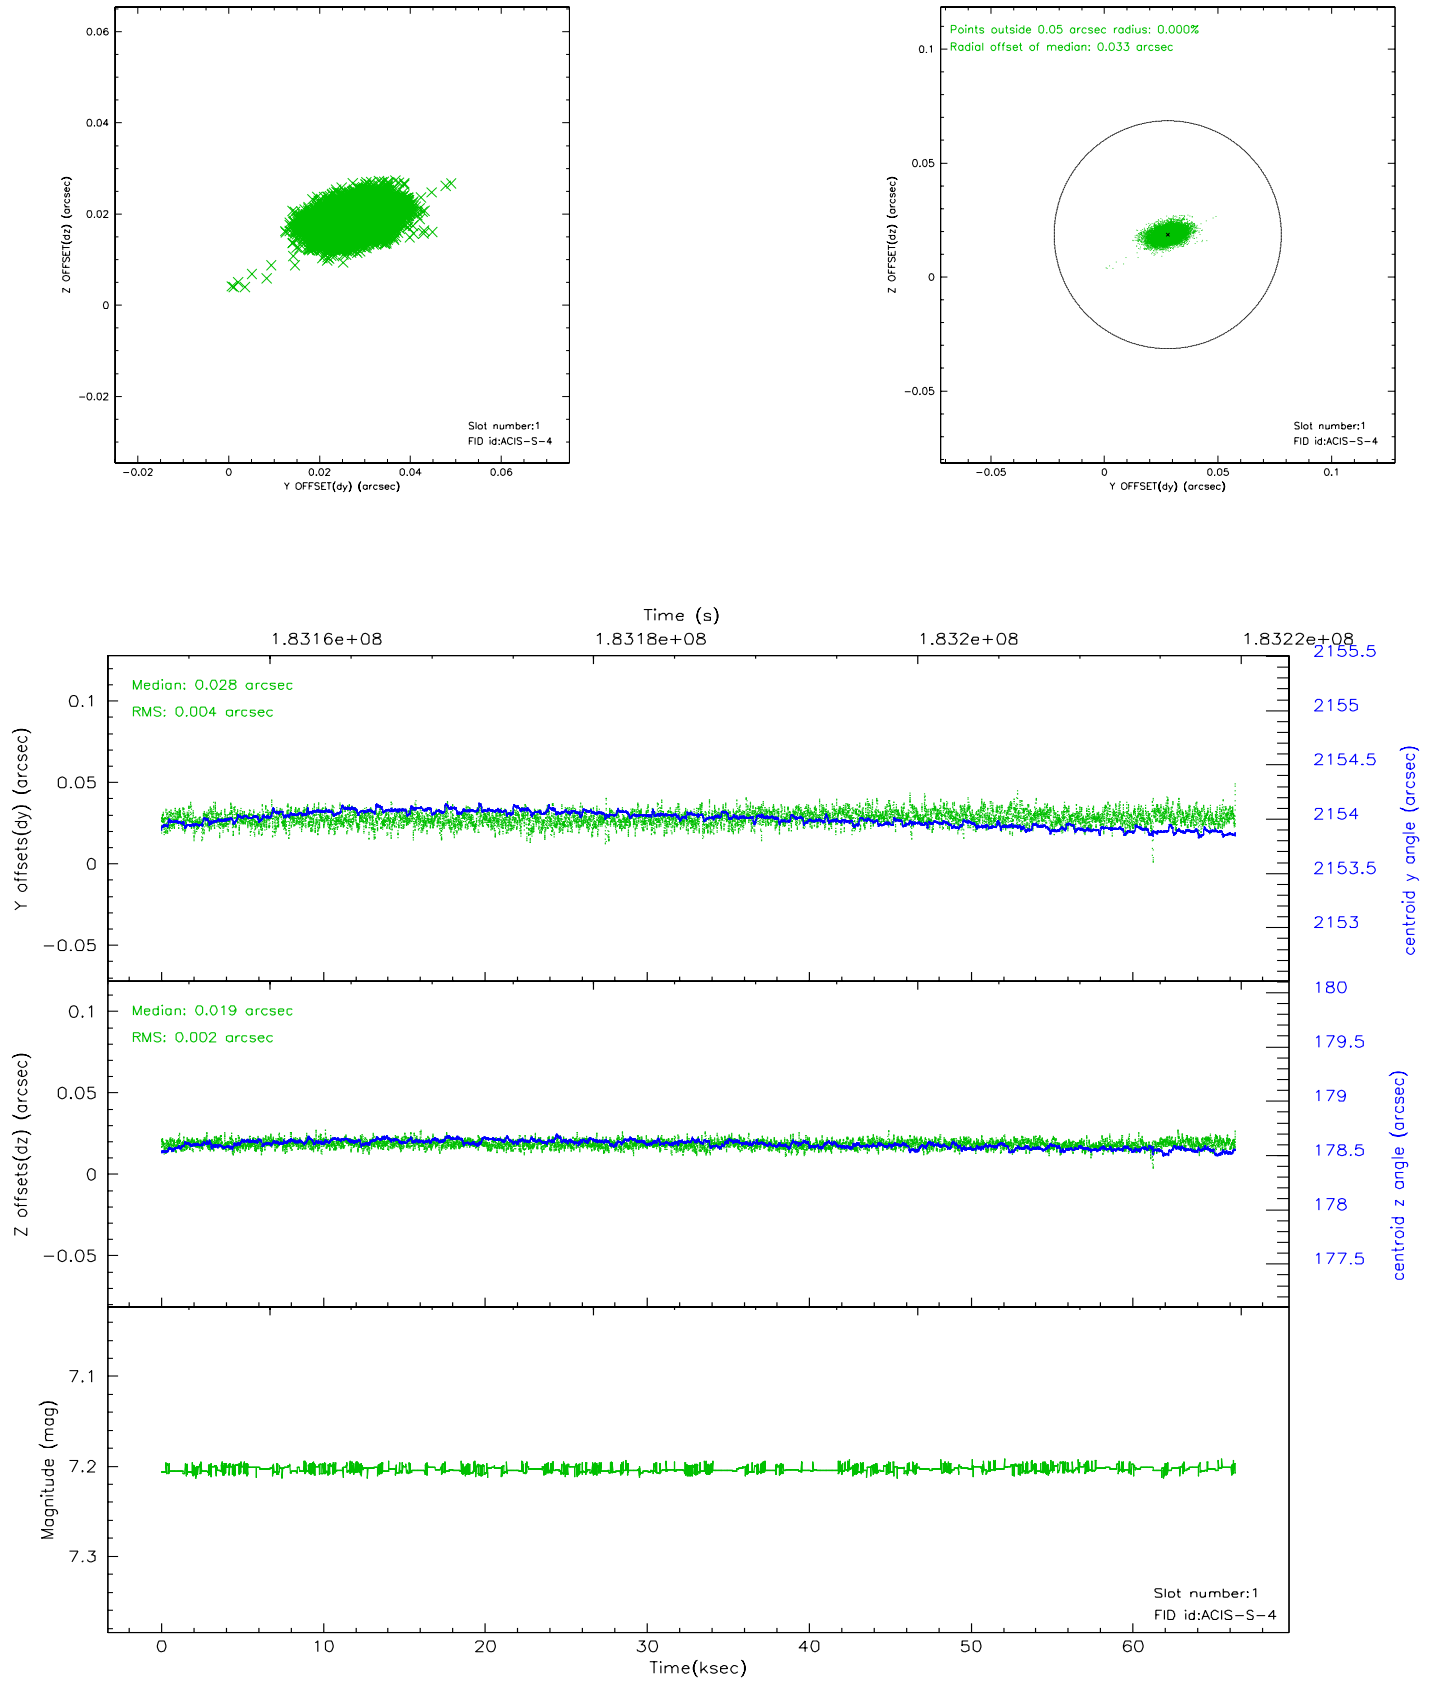 0.06
0.04
0.02
0
-0.02
Z OFFSET(dz) (arcsec)
-0.02 0 0.02 0.04 0.06
Y OFFSET(dy) (arcsec)
Slot number:1
FID id:ACIS-S-4
Points outside 0.05 arcsec radius: 0.000%
Radial offset of median: 0.033 arcsec
0.1
0.05
0
-0.05
Z OFFSET(dz) (arcsec)
-0.05 0 0.05 0.1
Y OFFSET(dy) (arcsec)
Slot number:1
FID id:ACIS-S-4
Time (s)
1.8316e+08 1.8318e+08 1.832e+08 1.8322e+08
Median: 0.028 arcsec
RMS: 0.004 arcsec
0.1
0.05
0
-0.05
Y offsets(dy) (arcsec)
2155.5
2155
2154.5
2154
2153.5
2153
centroid y angle (arcsec)
Median: 0.019 arcsec
RMS: 0.002 arcsec
0.1
0.05
0
-0.05
Z offsets(dz) (arcsec)
180
179.5
179
178.5
178
177.5
centroid z angle (arcsec)
7.1
7.2
7.3
Magnitude (mag)
Slot number:1
FID id:ACIS-S-4
0 10 20 30 40 50 60
Time(ksec)